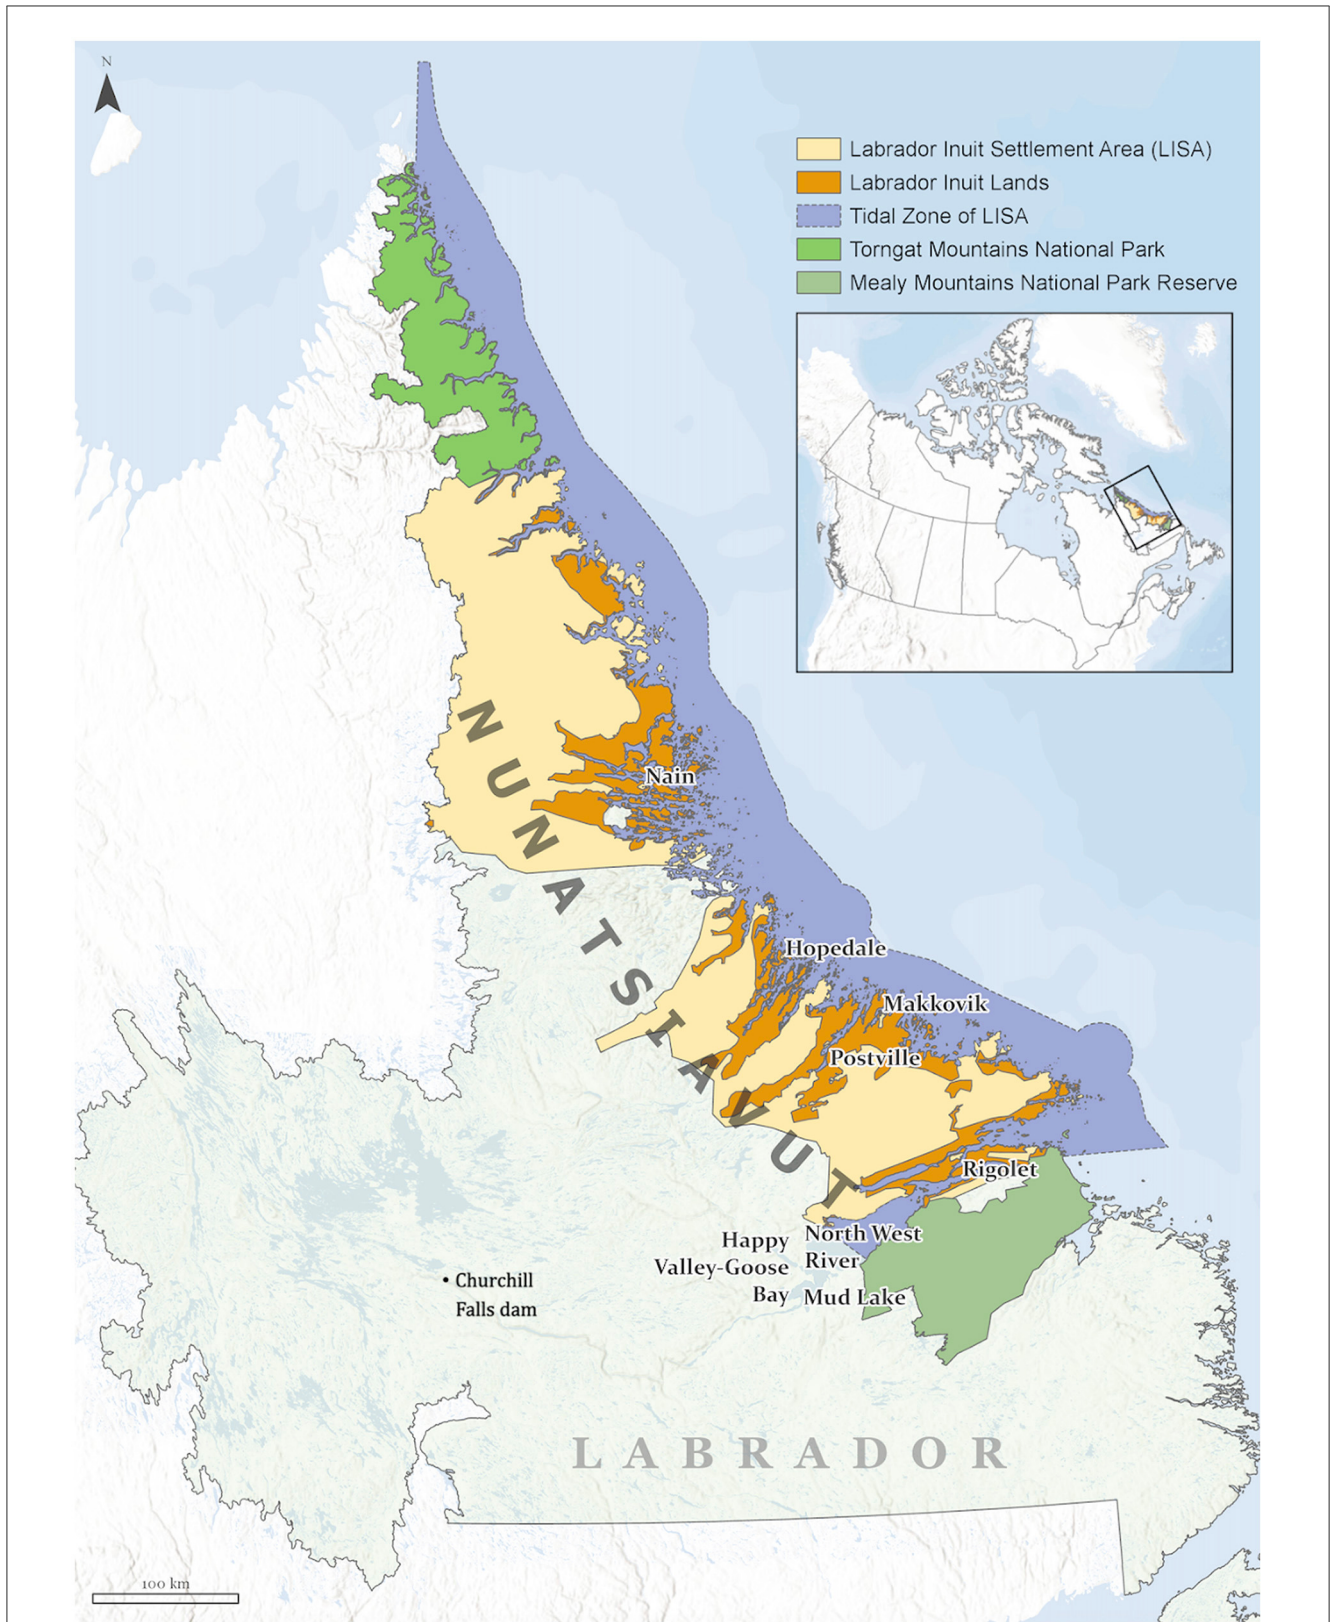 N
Labrador Inuit Settlement Area (LISA)
Labrador Inuit Lands
Tidal Zone of LISA
Torngat Mountains National Park
Mealy Mountains National Park Reserve
NUNATSIAVUT
Nain
Hopedale
Makkovik
Postville
Rigolet
North West
River
Happy
Valley-Goose
Bay
Mud Lake
• Churchill
Falls dam
LABRADOR
100 km